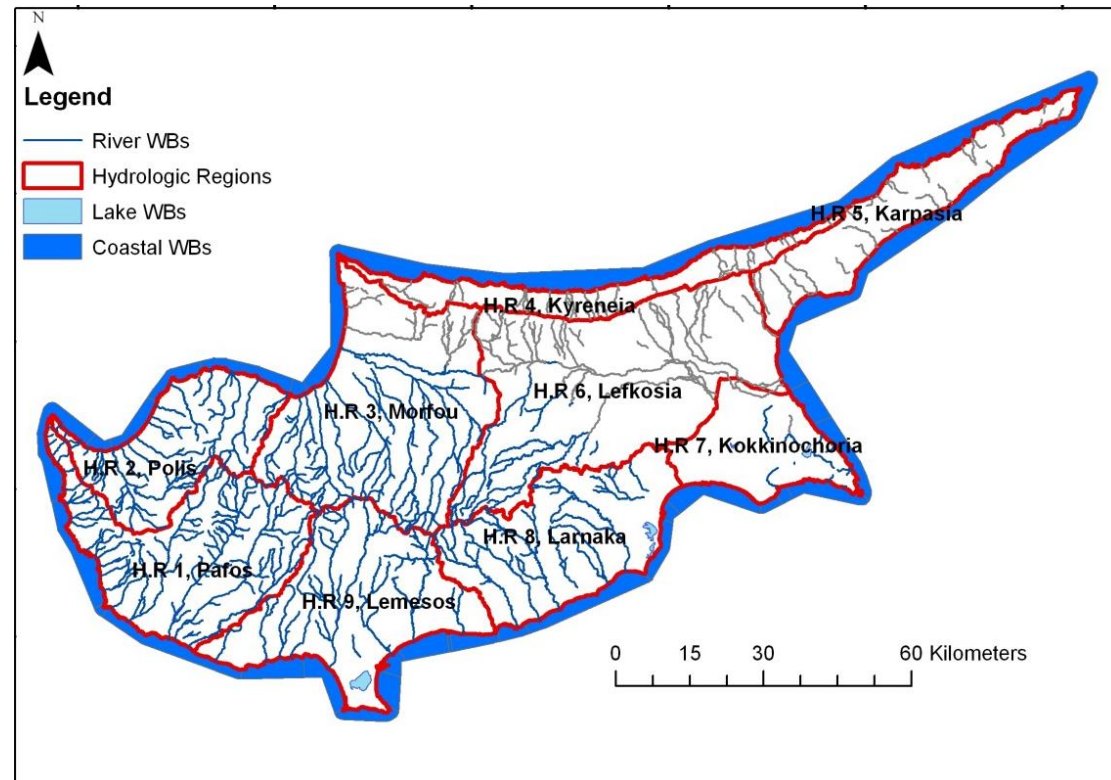 N
Legend
River WBs
Hydrologic Regions
Lake WBs
Coastal WBs
H.R 5, Karpasia
H.R 4, Kyreneia
H.R 6, Lefkosia
H.R 3, Morfou
H.R 7, Kokkinochoria
H.R 2, Polis
H.R 8, Larnaka
H.R 1, Pafos
H.R 9, Lemesos
0 15 30 60 Kilometers